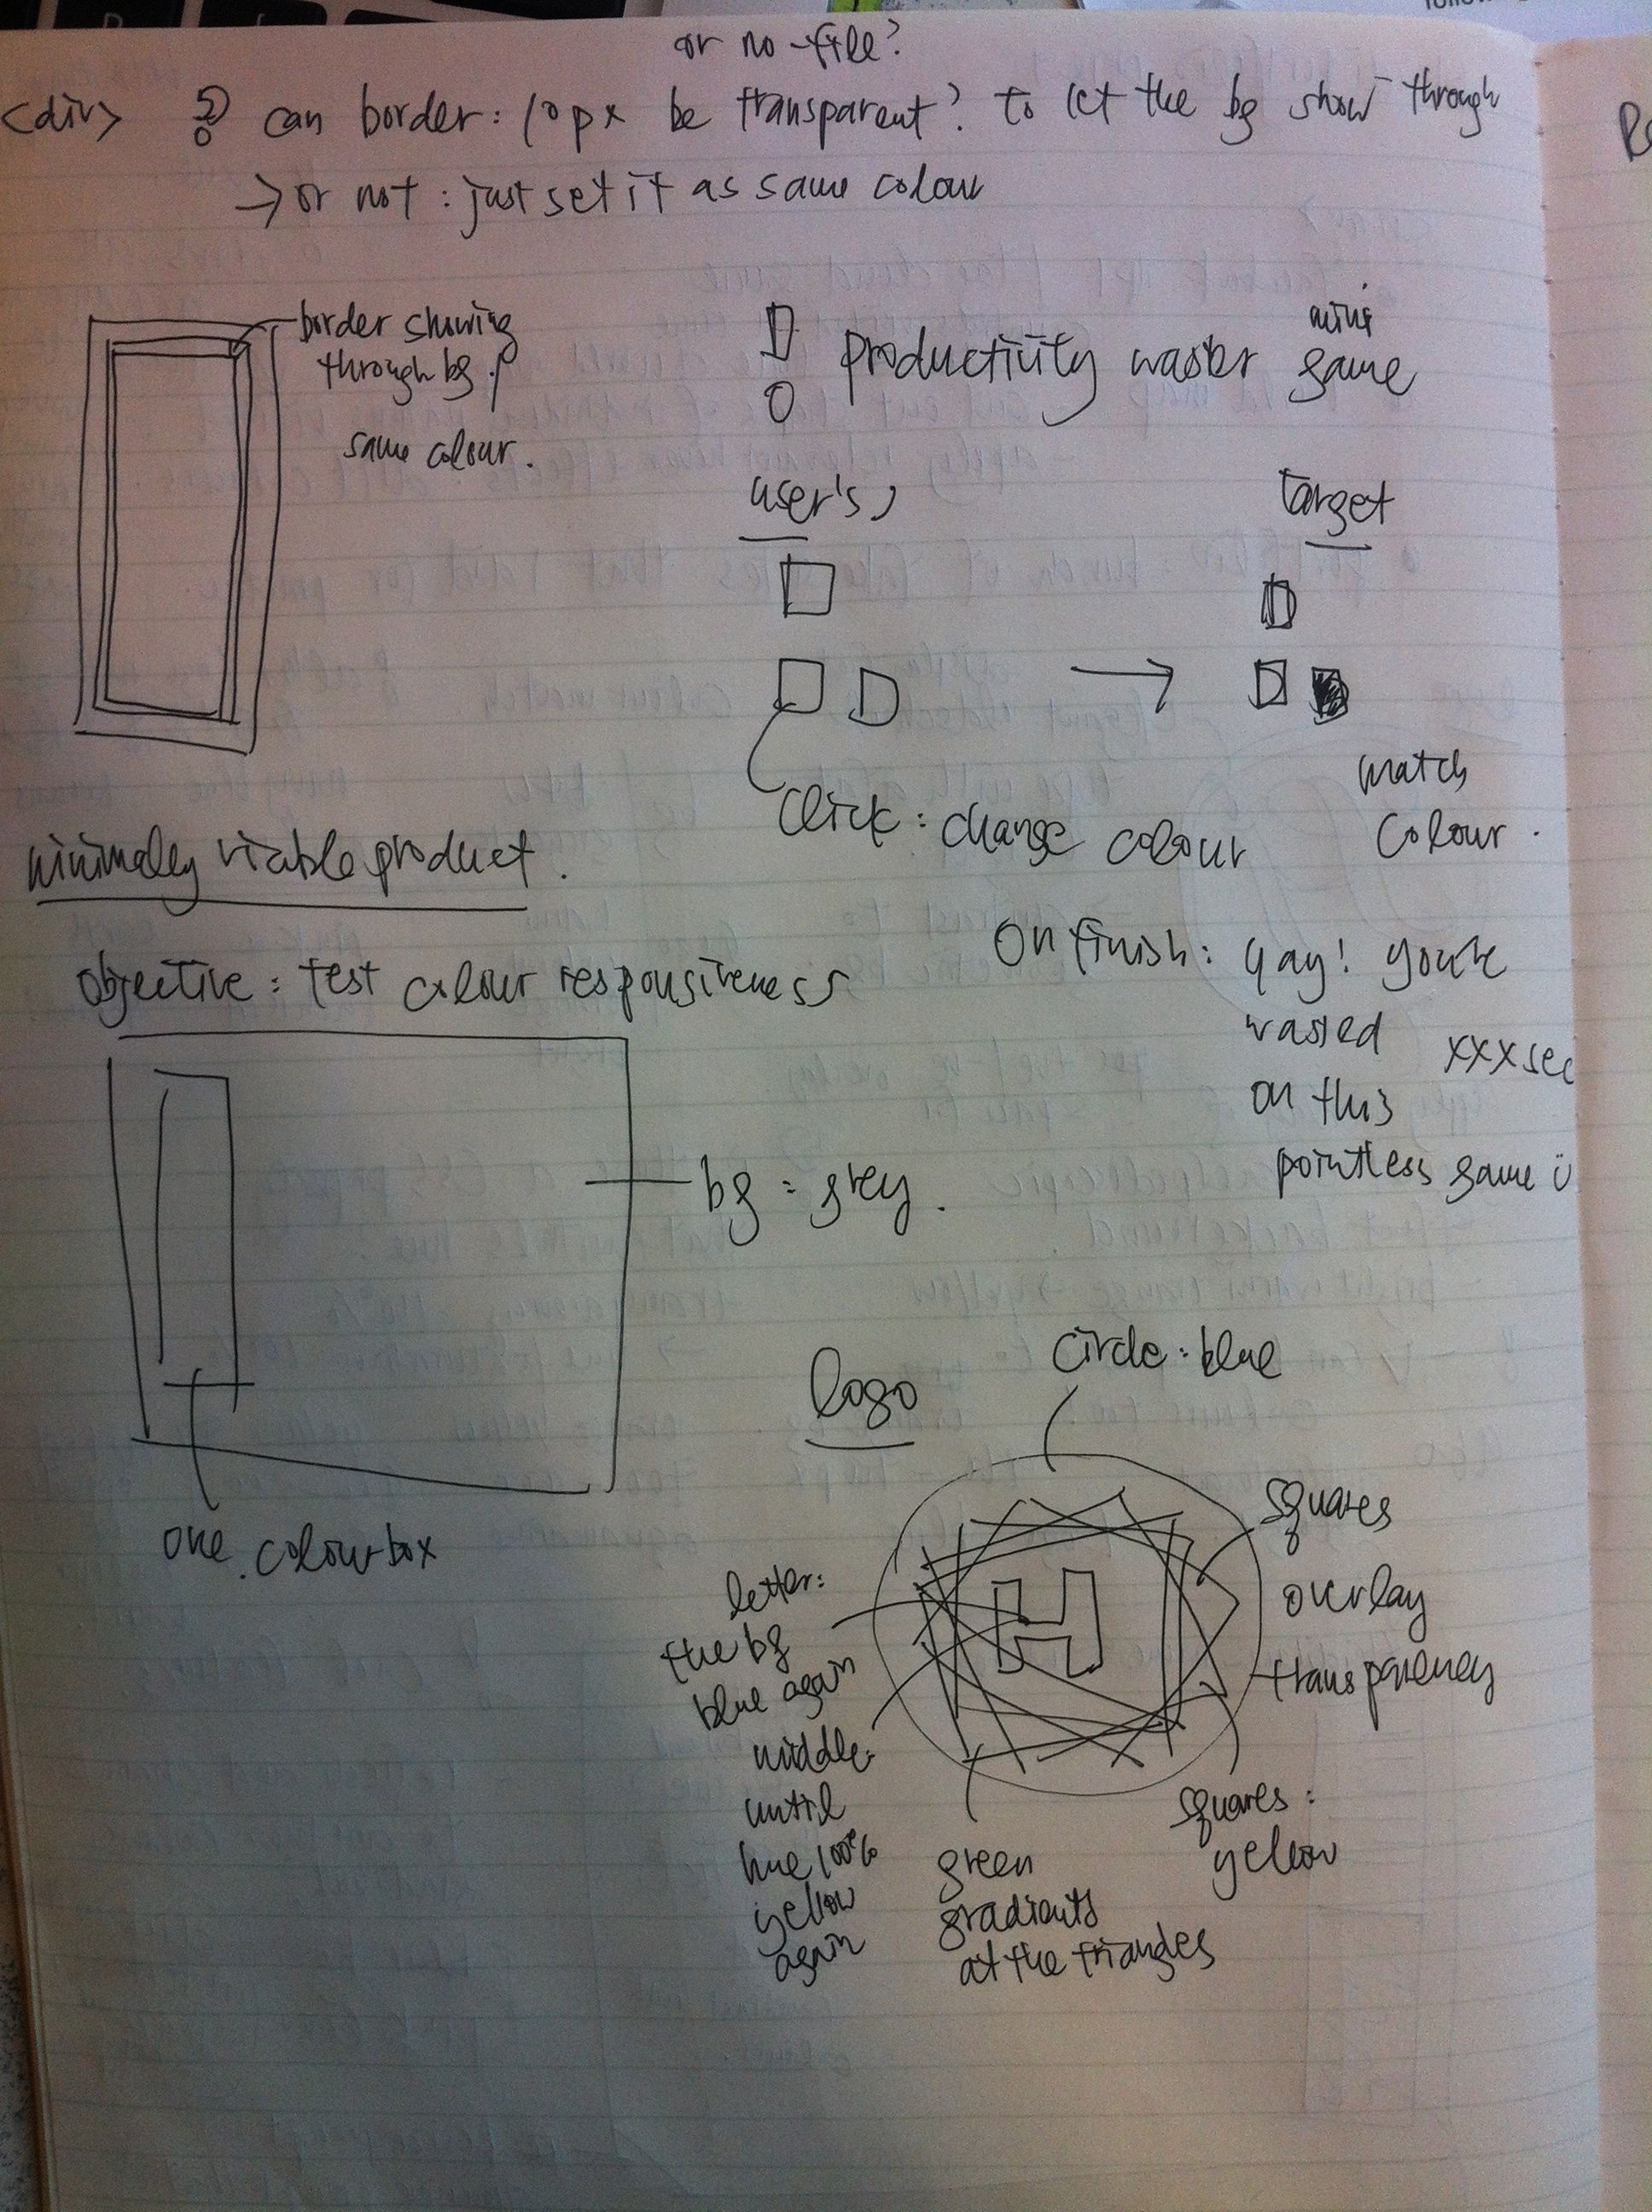 or no-fill?
<div> can border: 10px be transparent? to let the bg show through
→ or not: just set it as same colour
border showing
through bg.
same colour.
mini
productivity waster game
user's
target
click: change colour
match
colour.
minimally viable product.
objective: test colour responsiveness
On finish: yay! you've
wasted xxx sec
on this
pointless game
bg: grey.
one colour box
logo
circle: blue
squares
overlay
transparency
H
letter:
the bg
blue again
middle
until
hue 100%
yellow
again
green
gradients
at the triangles
squares:
yellow